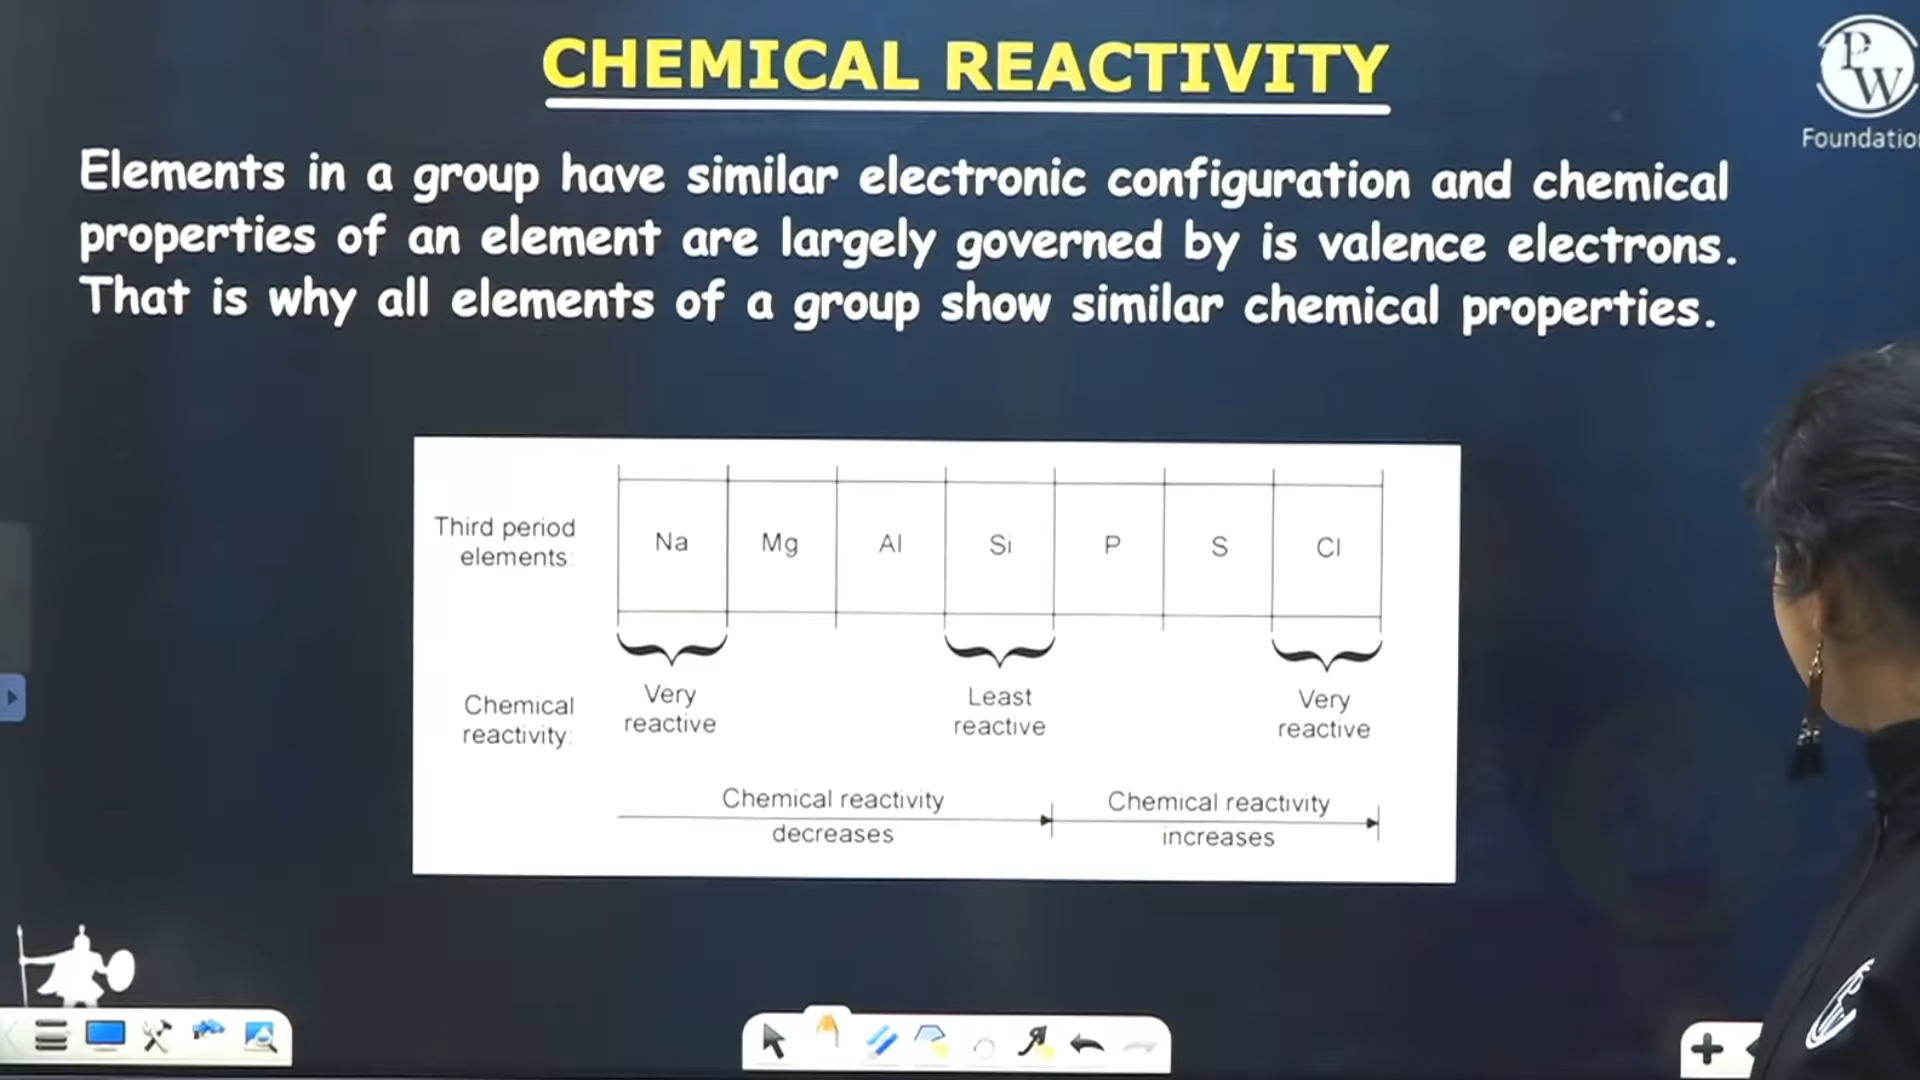 CHEMICAL REACTIVITY
PW
Foundation
Elements in a group have similar electronic configuration and chemical
properties of an element are largely governed by is valence electrons.
That is why all elements of a group show similar chemical properties.
Third period
elements:
Na Mg Al Si P S Cl
Chemical
reactivity:
Very
reactive
Least
reactive
Very
reactive
Chemical reactivity
decreases
Chemical reactivity
increases